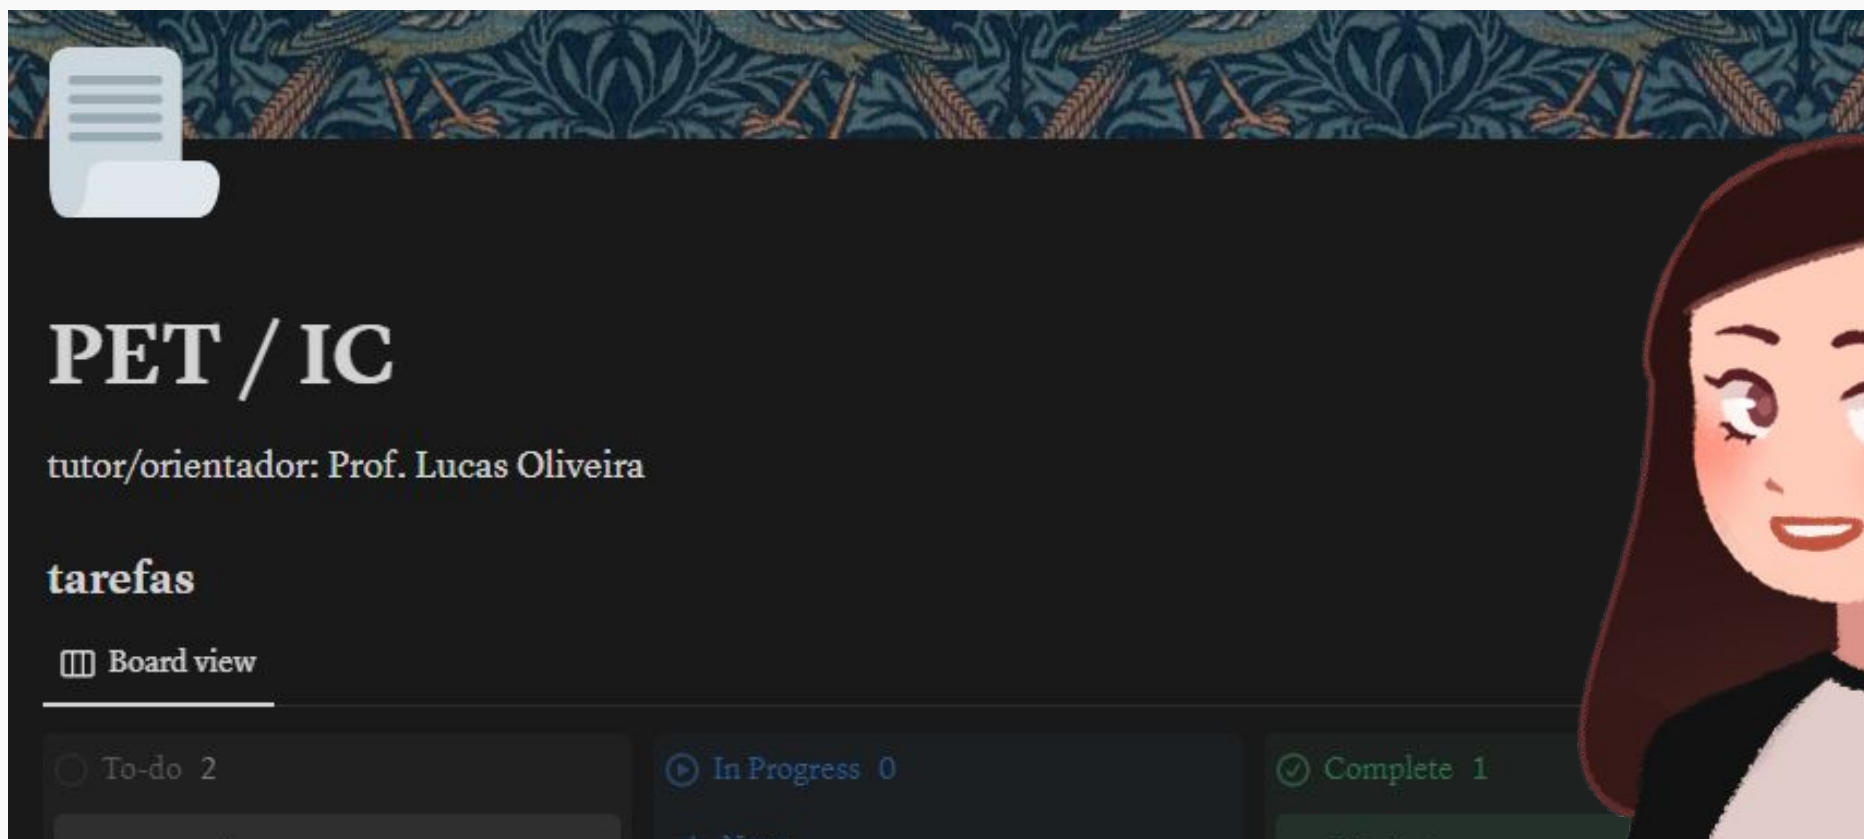 PET / IC
tutor/orientador: Prof. Lucas Oliveira
tarefas
Board view
To-do 2
In Progress 0
Complete 1